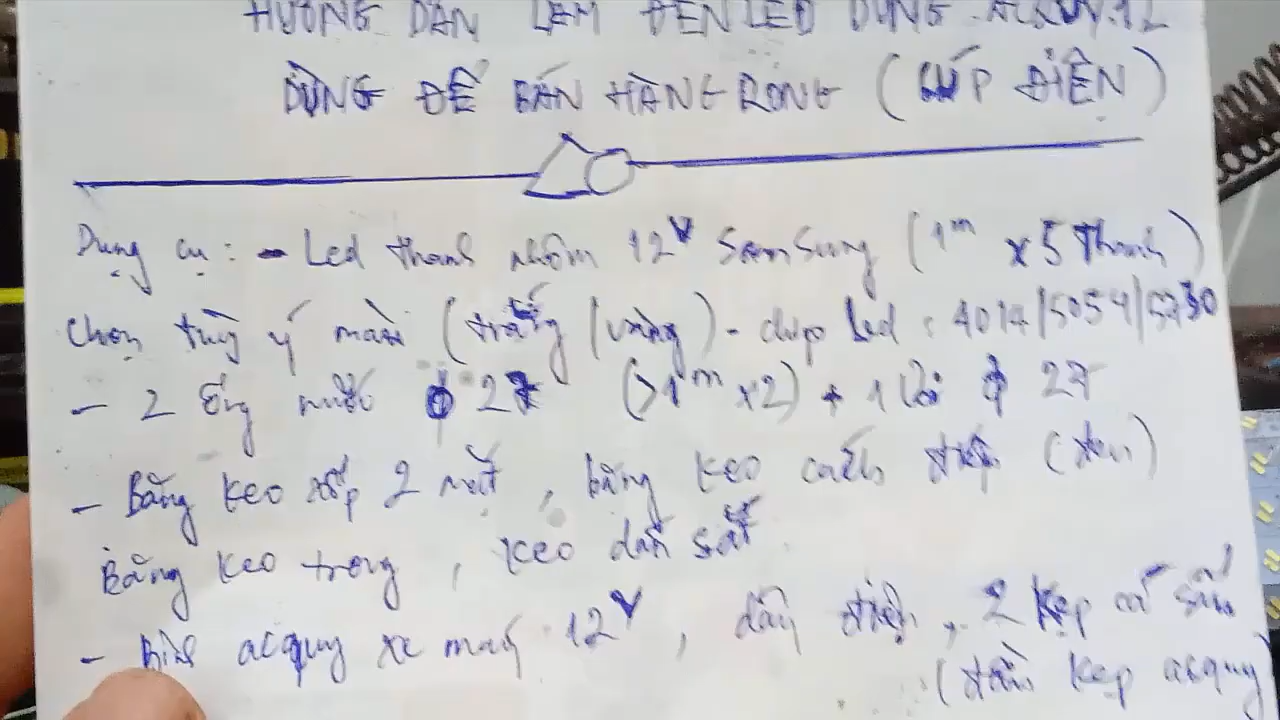 HƯỚNG DẪN LÀM ĐÈN LED DÙNG ACQUY 12
DÙNG ĐỂ BÁN HÀNG RONG (CÚP ĐIỆN)
Dụng cụ: - Led thanh nhôm 12V Samsung (1m x 5 Thanh)
Chọn tùy ý màu (trắng/vàng) - chip led: 4014/5054/5730
- 2 ống nước ϕ 27 (>1m x2) + 1 lơi ϕ 27
- Băng keo xốp 2 mặt, băng keo cách điện (đen)
Băng keo trong, keo dán sắt
- Bình acquy xe máy 12V, dây điện, 2 kẹp cá sấu
(đầu kẹp acquy)